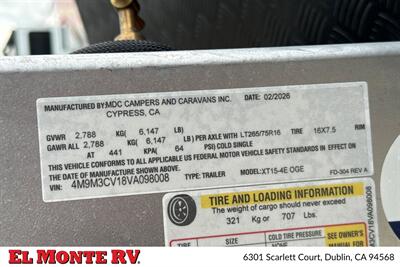 MANUFACTURED BY:MDC CAMPERS AND CARAVANS INC. DATE: 02/2026
CYPRESS, CA
GVWR 2,788 KG( 6,147 LB)
GAWR ALL 2,788 KG( 6,147 LB) PER AXLE WITH LT265/75R16 TIRE 16X7.5 RIM
AT 441 KPA( 64 PSI) COLD SINGLE
THIS VEHICLE CONFORMS TO ALL APPLICABLE US FEDERAL MOTOR VEHICLE SAFETY STANDARDS IN EFFECT
ON THE DATE OF MANUFACTURE SHOWN ABOVE
VIN: 4M9M3CV18VA098008 TYPE: TRAILER MODEL: XT15-4E OGE
FD-304 REV A
TIRE AND LOADING INFORMATION
The weight of cargo should never exceed
321 Kg or 707 Lbs.
TIRE SIZE COLD TIRE PRESSURE
SEE OWNER'S
MANUAL FOR
VA098008
EL MONTE RV
6301 Scarlett Court, Dublin, CA 94568